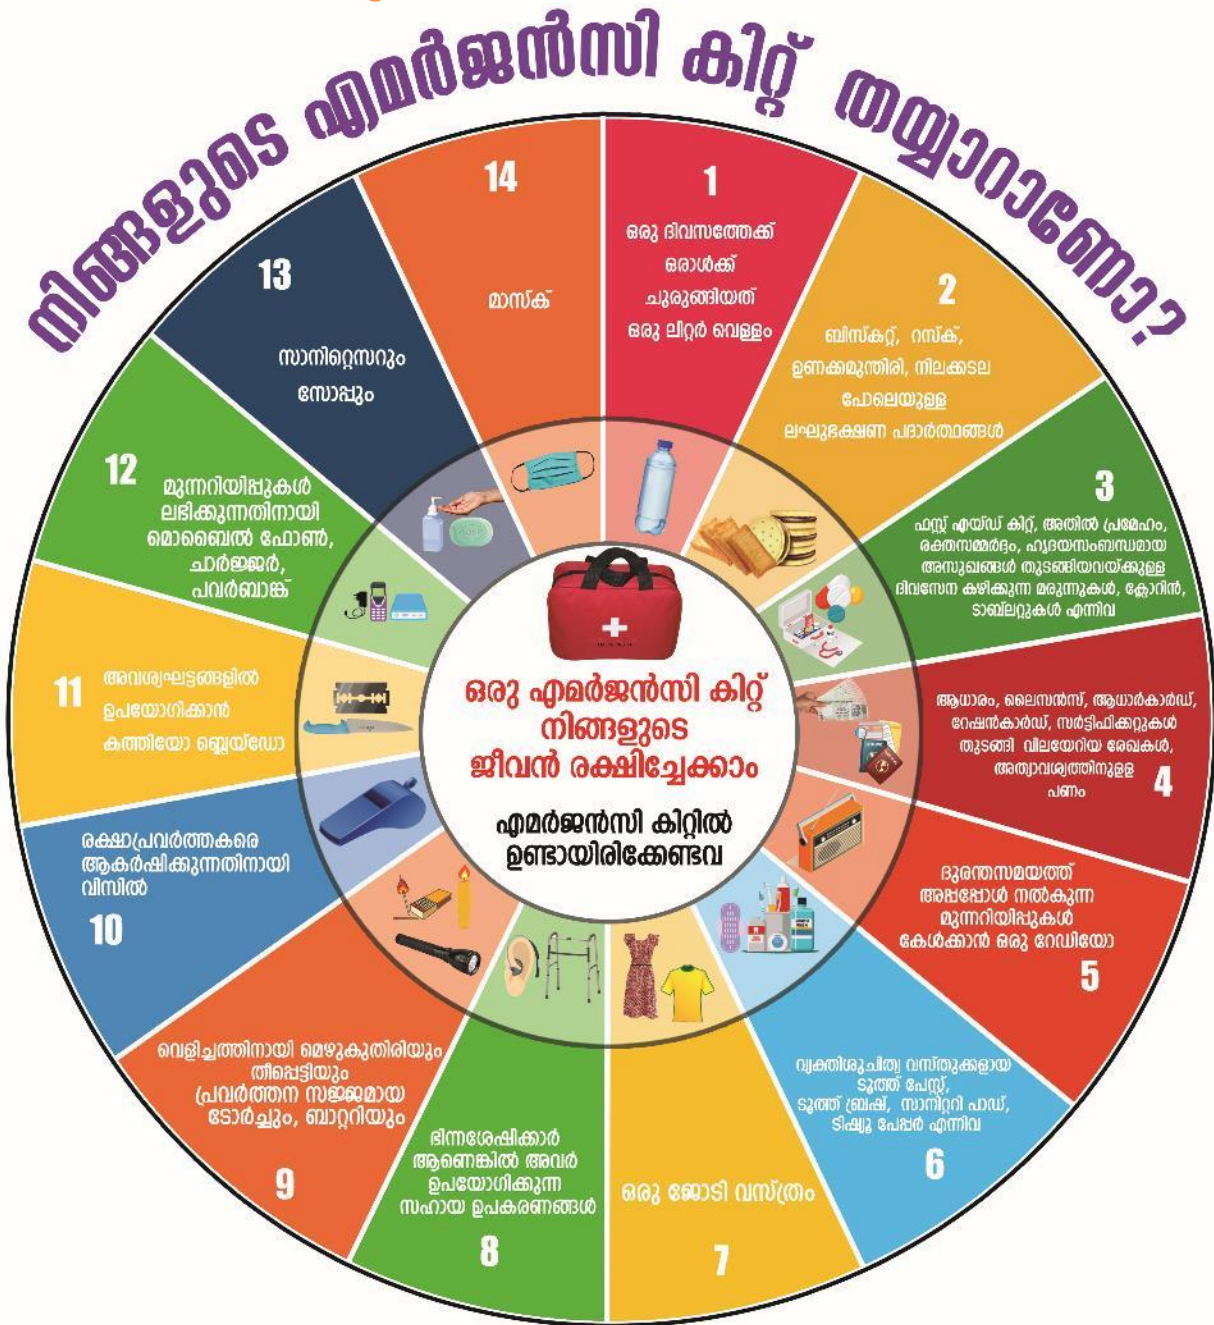 നിങ്ങളുടെ എമർജൻസി കിറ്റ് തയ്യാറാണോ?
1
ഒരു ദിവസത്തേക്ക്
ഒരാൾക്ക്
ചുരുങ്ങിയത്
ഒരു ലിറ്റർ വെള്ളം
2
ബിസ്കറ്റ്, റസ്ക്,
ഉണക്കമുന്തിരി, നിലക്കടല
പോലെയുള്ള
ലഘുഭക്ഷണ പദാർത്ഥങ്ങൾ
3
ഫസ്റ്റ് എയ്ഡ് കിറ്റ്, അതിൽ പ്രമേഹം,
രക്തസമ്മർദ്ദം, ഹൃദയസംബന്ധമായ
അസുഖങ്ങൾ തുടങ്ങിയവയ്ക്കുള്ള
ദിവസേന കഴിക്കുന്ന മരുന്നുകൾ, ക്ലോറിൻ,
ടാബ്‌ലറ്റുകൾ എന്നിവ
ആധാരം, ലൈസൻസ്, ആധാർകാർഡ്,
റേഷൻകാർഡ്, സർട്ടിഫിക്കറ്റുകൾ
തുടങ്ങി വിലയേറിയ രേഖകൾ,
അത്യാവശ്യത്തിനുളള
പണം
4
ദുരന്തസമയത്ത്
അപ്പപ്പോൾ നൽകുന്ന
മുന്നറിയിപ്പുകൾ
കേൾക്കാൻ ഒരു റേഡിയോ
5
വ്യക്തിശുചിത്വ വസ്തുക്കളായ
ടൂത്ത് പേസ്റ്റ്,
ടൂത്ത് ബ്രഷ്, സാനിറ്ററി പാഡ്,
ടിഷ്യൂ പേപ്പർ എന്നിവ
6
ഒരു ജോടി വസ്ത്രം
7
ഭിന്നശേഷിക്കാർ
ആണെങ്കിൽ അവർ
ഉപയോഗിക്കുന്ന
സഹായ ഉപകരണങ്ങൾ
8
വെളിച്ചത്തിനായി മെഴുകുതിരിയും
തീപ്പെട്ടിയും
പ്രവർത്തന സജ്ജമായ
ടോർച്ചും, ബാറ്ററിയും
9
രക്ഷാപ്രവർത്തകരെ
ആകർഷിക്കുന്നതിനായി
വിസിൽ
10
11
അവശ്യഘട്ടങ്ങളിൽ
ഉപയോഗിക്കാൻ
കത്തിയോ ബ്ലെയ്ഡോ
12
മുന്നറിയിപ്പുകൾ
ലഭിക്കുന്നതിനായി
മൊബൈൽ ഫോൺ,
ചാർജ്ജർ,
പവർബാങ്ക്
13
സാനിറ്റൈസറും
സോപ്പും
14
മാസ്ക്
ഒരു എമർജൻസി കിറ്റ്
നിങ്ങളുടെ
ജീവൻ രക്ഷിച്ചേക്കാം
എമർജൻസി കിറ്റിൽ
ഉണ്ടായിരിക്കേണ്ടവ